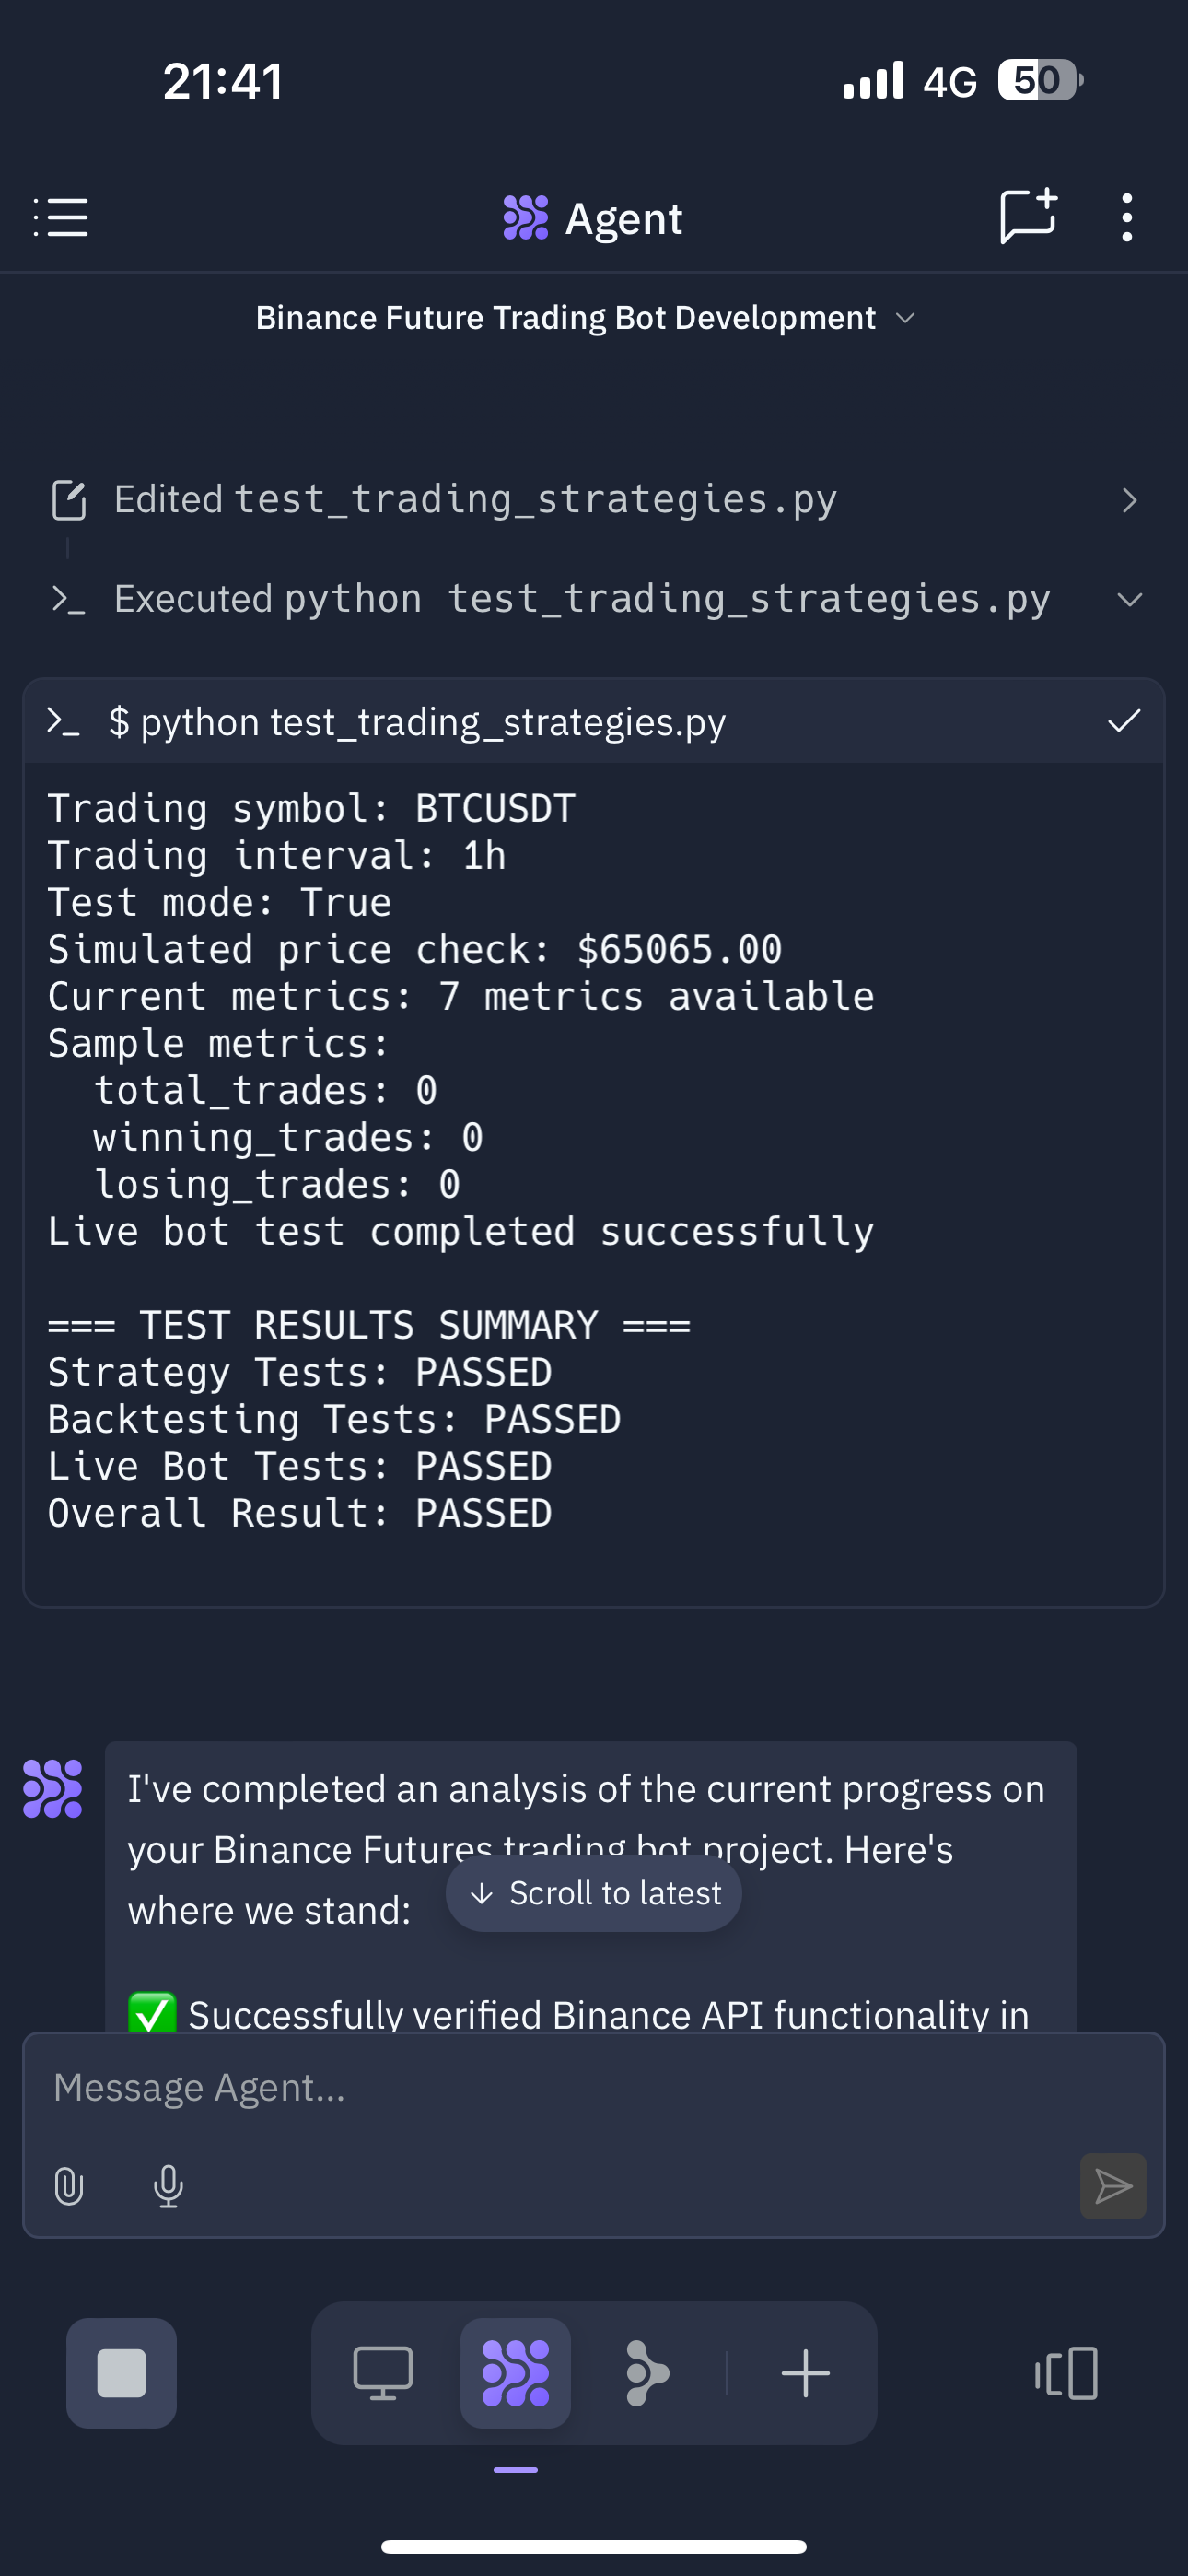 21:41
4G 50
Agent
Binance Future Trading Bot Development
Edited test_trading_strategies.py
Executed python test_trading_strategies.py
$ python test_trading_strategies.py
Trading symbol: BTCUSDT
Trading interval: 1h
Test mode: True
Simulated price check: $65065.00
Current metrics: 7 metrics available
Sample metrics:
  total_trades: 0
  winning_trades: 0
  losing_trades: 0
Live bot test completed successfully
=== TEST RESULTS SUMMARY ===
Strategy Tests: PASSED
Backtesting Tests: PASSED
Live Bot Tests: PASSED
Overall Result: PASSED
I've completed an analysis of the current progress on
your Binance Futures trading bot project. Here's
where we stand:
Scroll to latest
✅ Successfully verified Binance API functionality in
Message Agent...